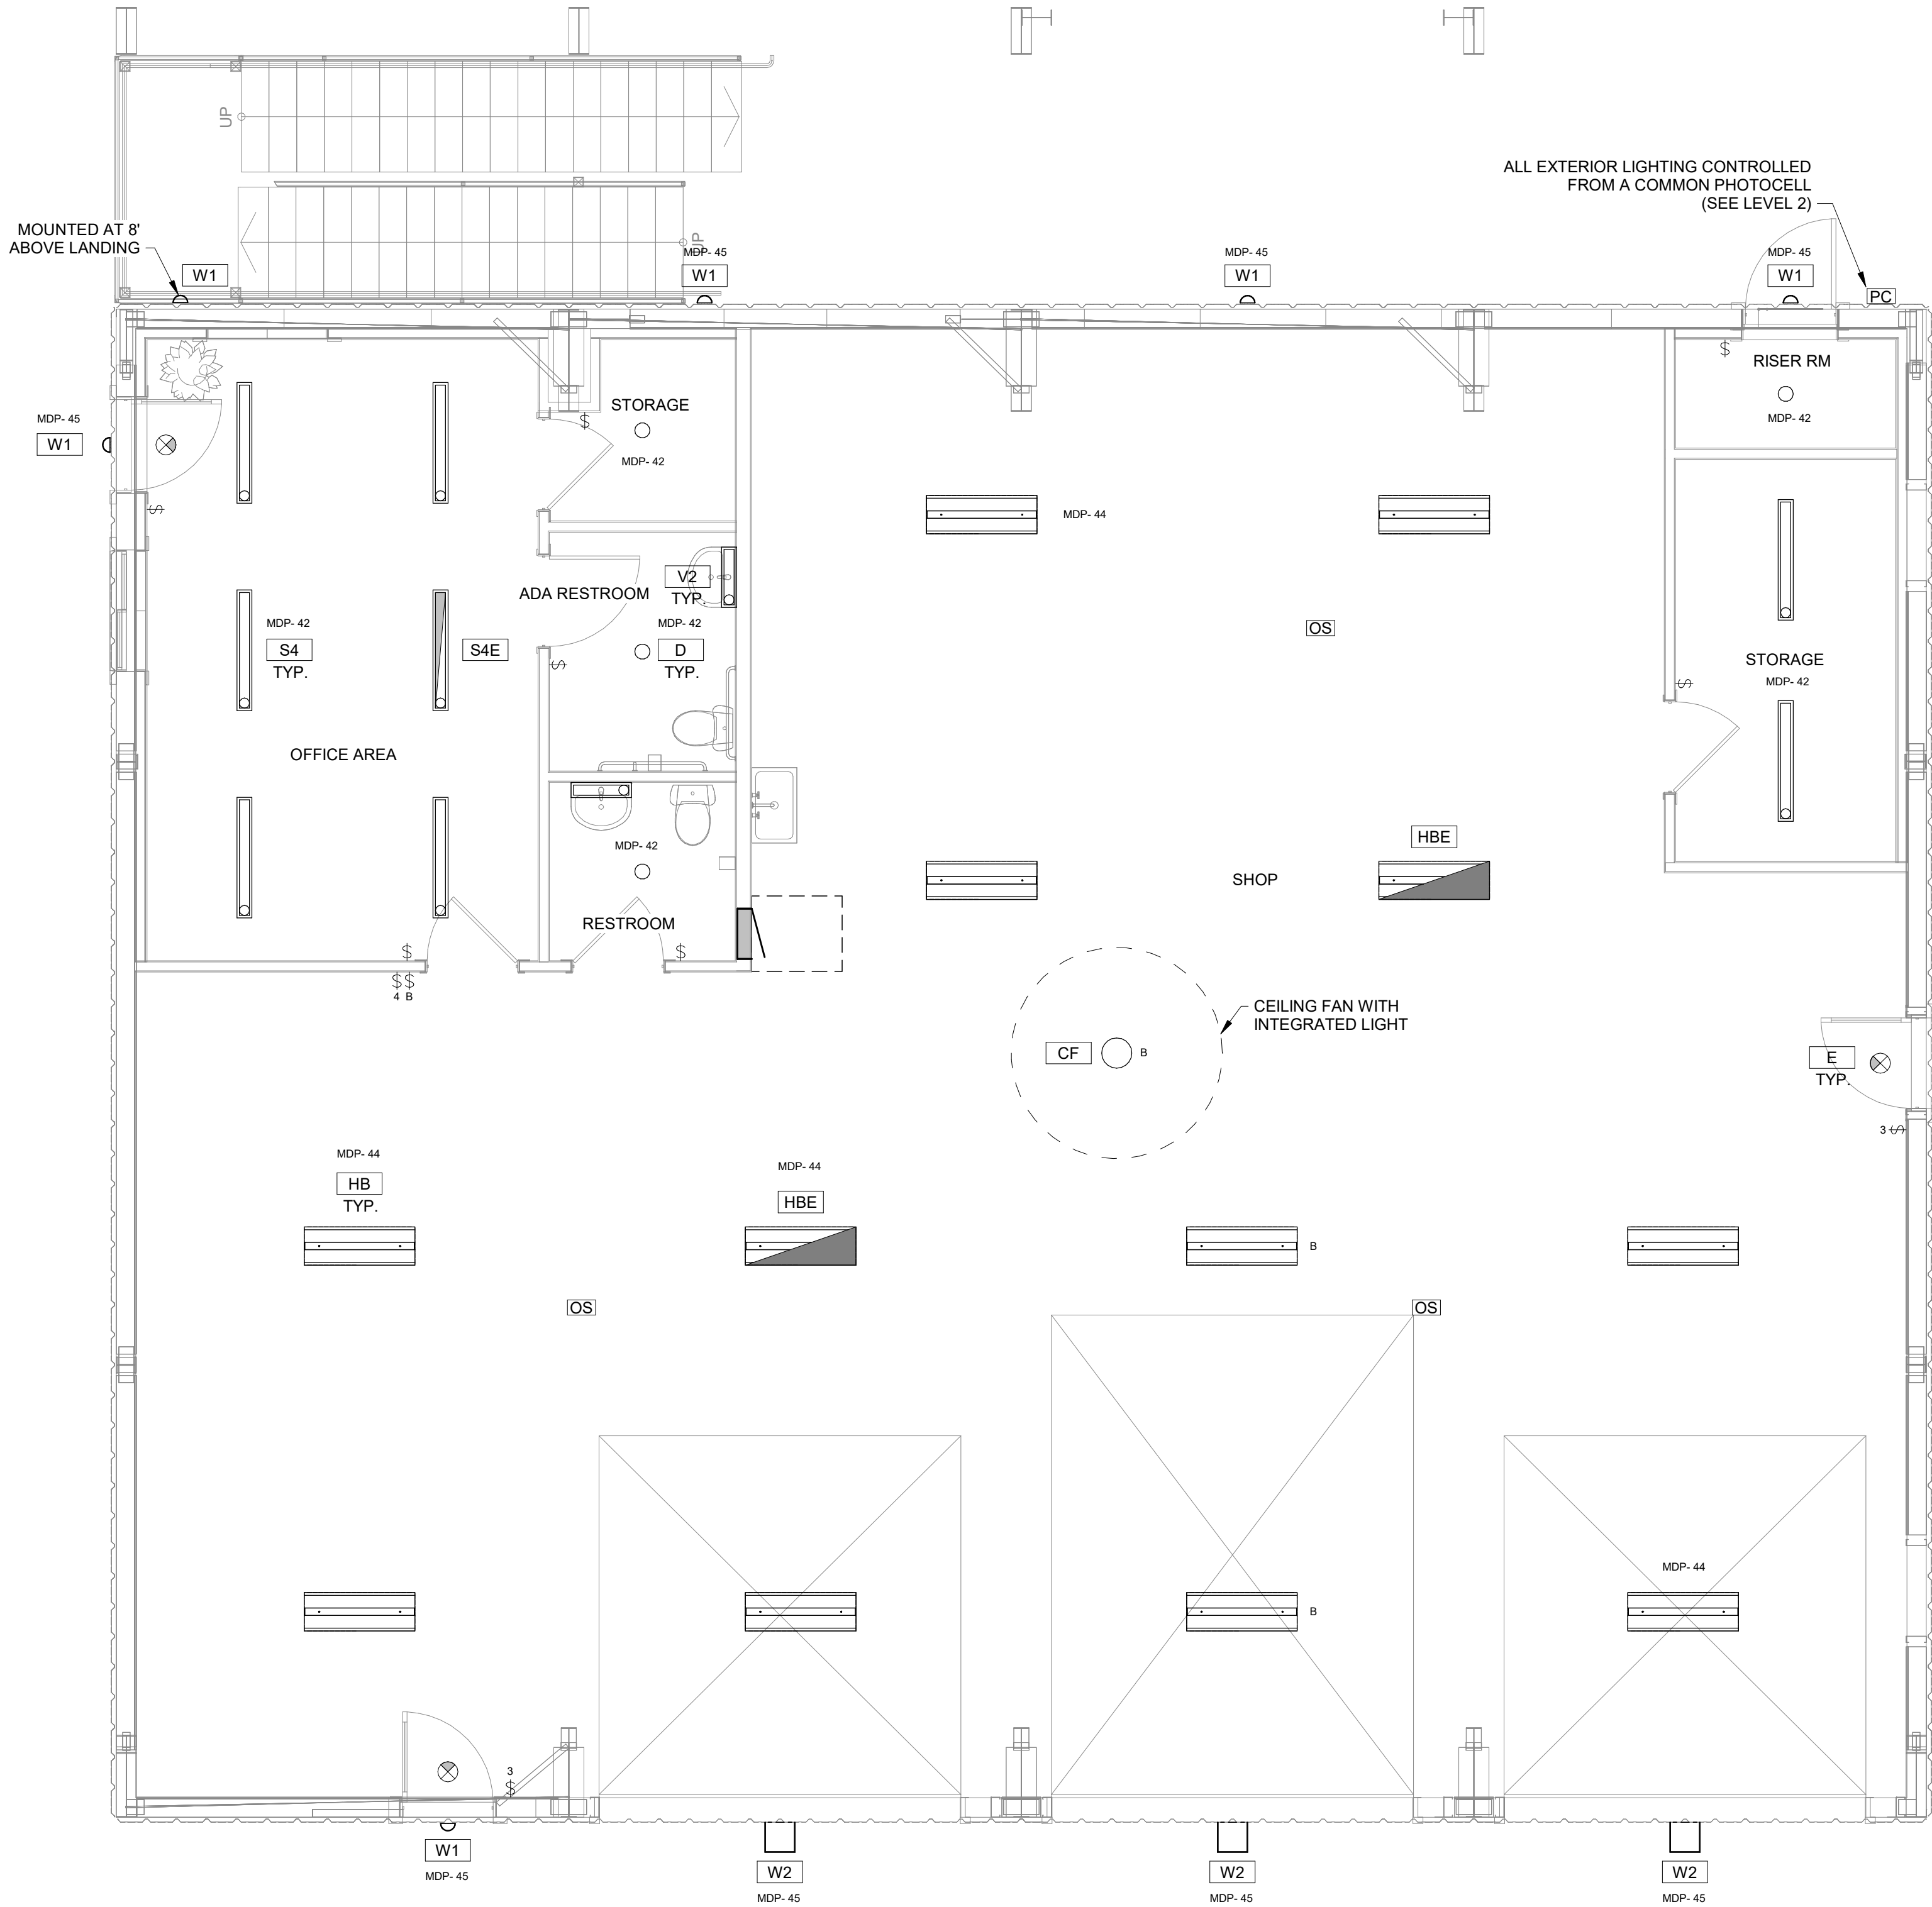 UP
ALL EXTERIOR LIGHTING CONTROLLED
FROM A COMMON PHOTOCELL
(SEE LEVEL 2)
MOUNTED AT 8'
ABOVE LANDING
UP
W1
MDP- 45
W1
MDP- 45
W1
MDP- 45
W1
PC
$
RISER RM
MDP- 42
STORAGE
$
MDP- 42
MDP- 45
W1
$
MDP- 44
ADA RESTROOM
V2
TYP.
MDP- 42
S4
TYP.
S4E
MDP- 42
D
TYP.
$
OS
STORAGE
MDP- 42
$
OFFICE AREA
HBE
SHOP
MDP- 42
RESTROOM
$
$
$ $
4 B
CEILING FAN WITH
INTEGRATED LIGHT
CF
B
E
TYP.
3 $
MDP- 44
HB
TYP.
MDP- 44
HBE
B
OS
OS
MDP- 44
B
3
$
W1
MDP- 45
W2
MDP- 45
W2
MDP- 45
W2
MDP- 45